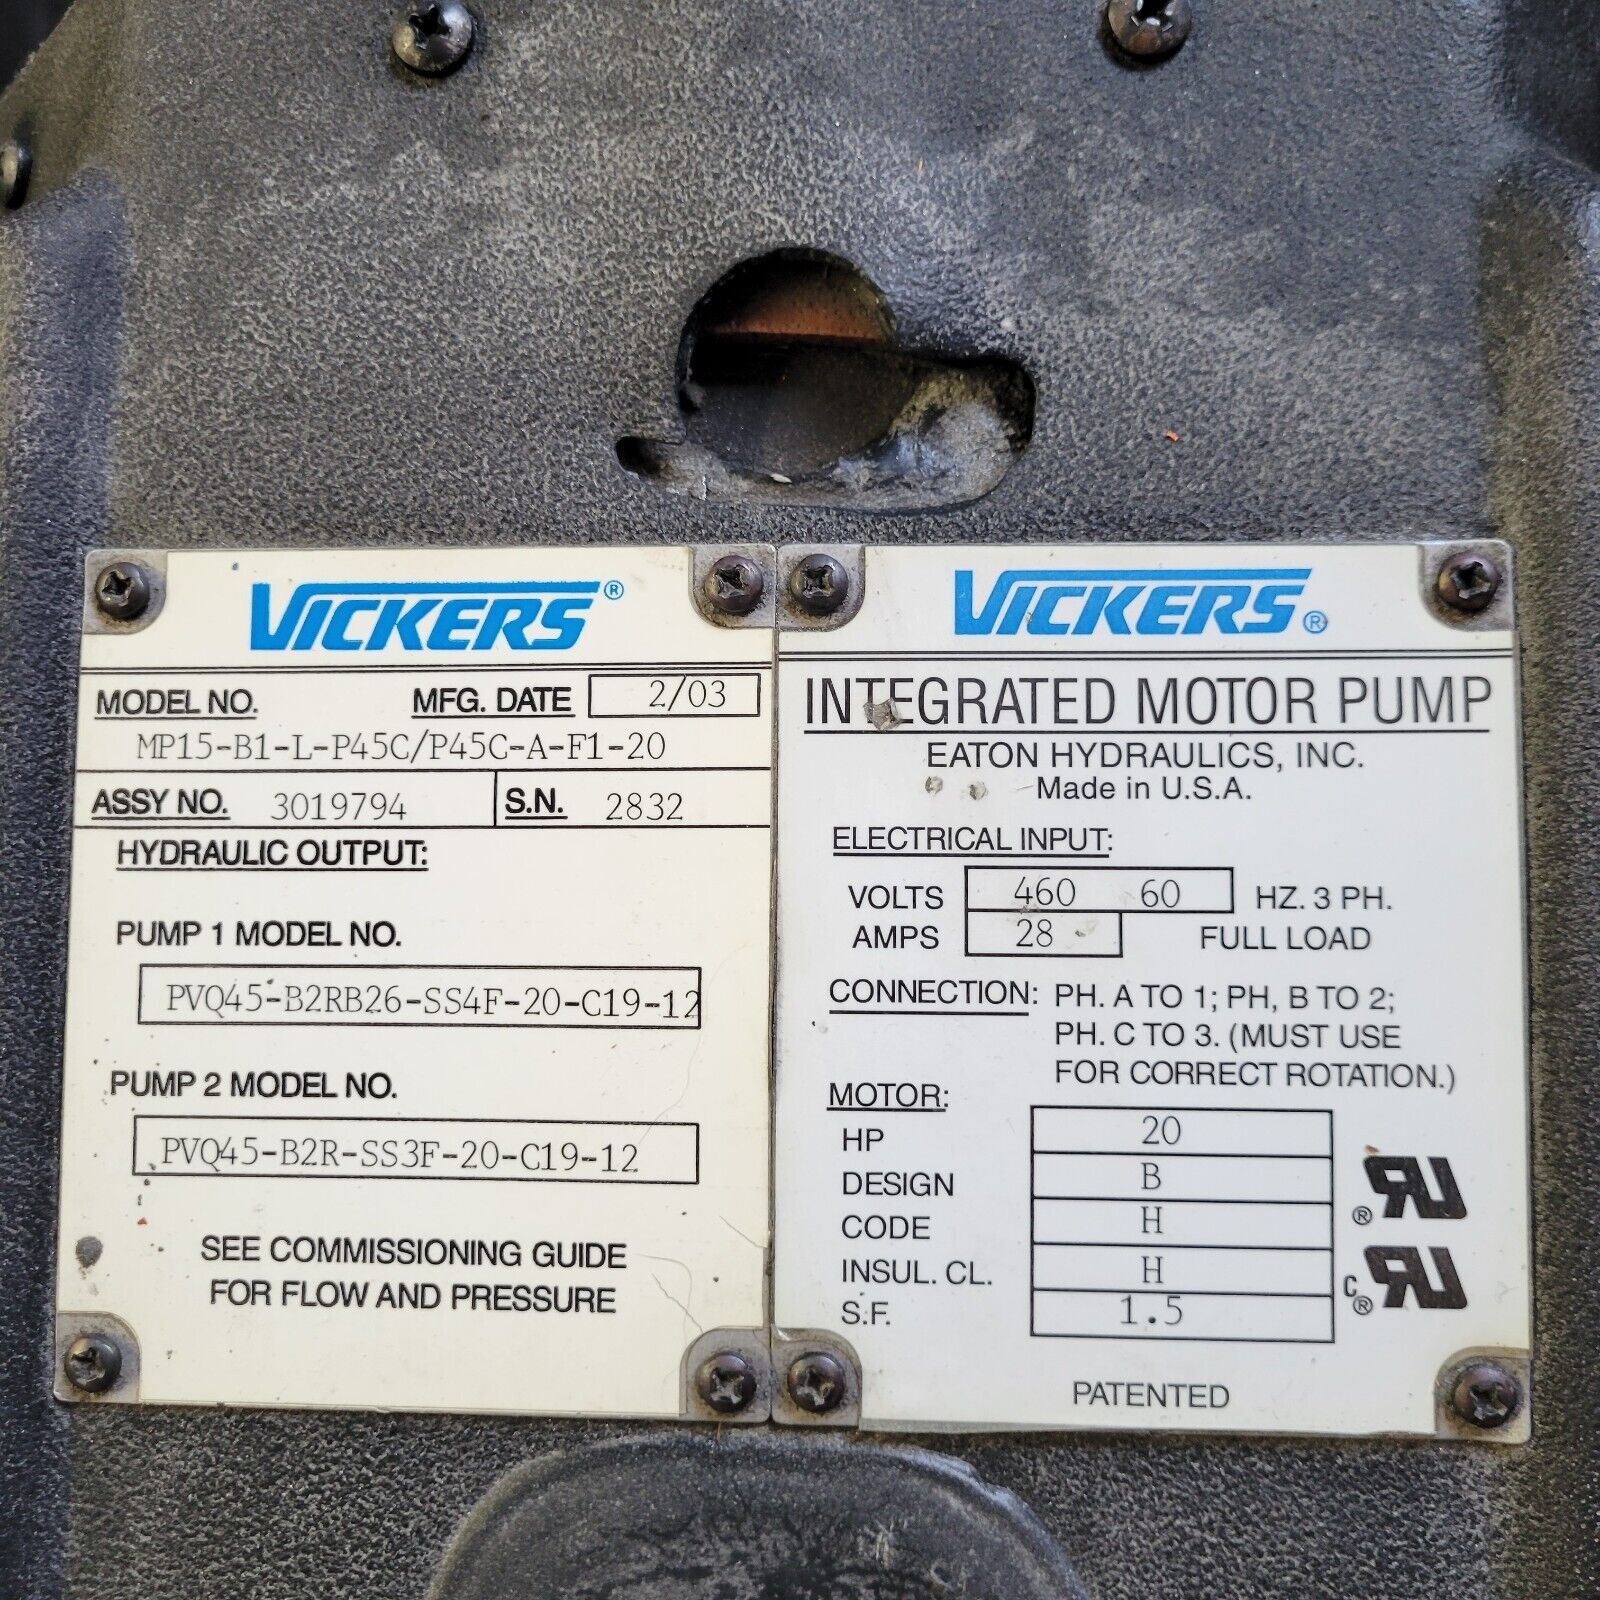 VICKERS®
MODEL NO. MFG. DATE 2/03
MP15-B1-L-P45C/P45C-A-F1-20
ASSY NO. 3019794 S.N. 2832
HYDRAULIC OUTPUT:
PUMP 1 MODEL NO.
PVQ45-B2RB26-SS4F-20-C19-12
PUMP 2 MODEL NO.
PVQ45-B2R-SS3F-20-C19-12
SEE COMMISSIONING GUIDE
FOR FLOW AND PRESSURE
VICKERS®
INTEGRATED MOTOR PUMP
EATON HYDRAULICS, INC.
Made in U.S.A.
ELECTRICAL INPUT:
VOLTS 460 60 HZ. 3 PH.
AMPS 28 FULL LOAD
CONNECTION: PH. A TO 1; PH, B TO 2;
PH. C TO 3. (MUST USE
FOR CORRECT ROTATION.)
MOTOR:
HP 20
DESIGN B
CODE H
INSUL. CL. H
S.F. 1.5
®
C ®
PATENTED